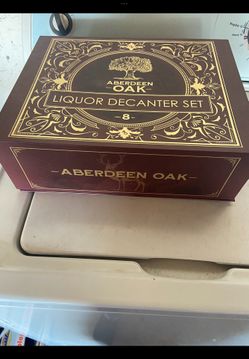 ABERDEEN
OAK
LIQUOR DECANTER SET
8
- ABERDEEN OAK -